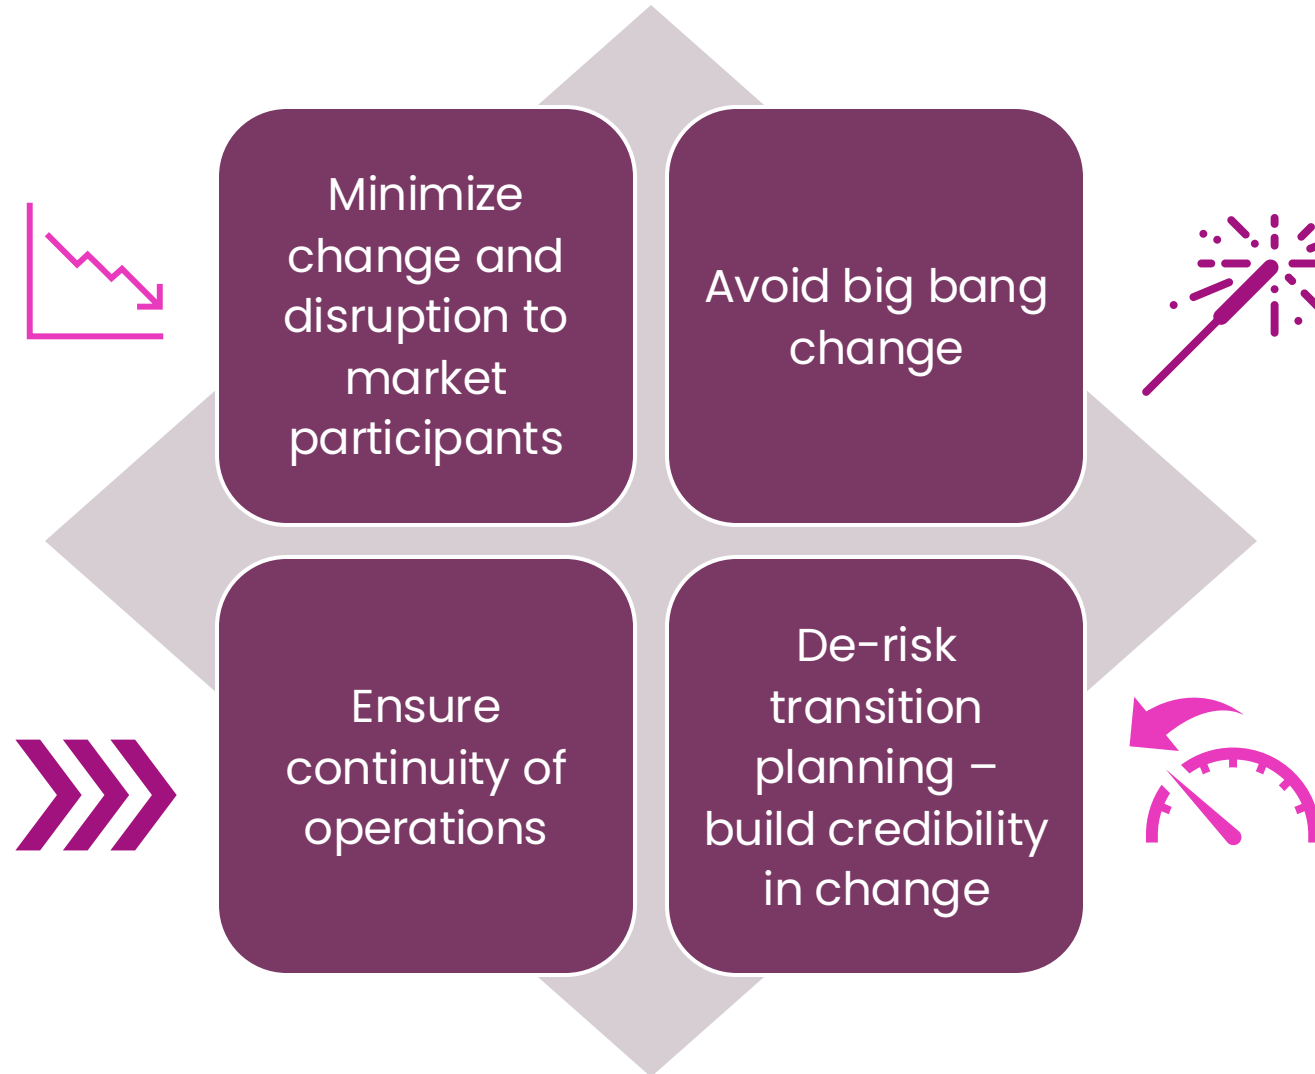 Minimize
change and
disruption to
market
participants
Avoid big bang
change
Ensure
continuity of
operations
De-risk
transition
planning –
build credibility
in change